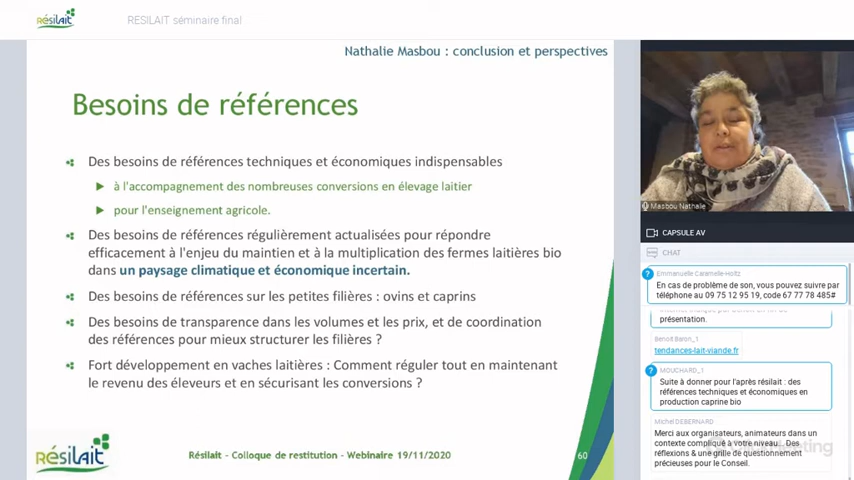 Résilait
RESILAIT séminaire final
Nathalie Masbou : conclusion et perspectives
Besoins de références
Des besoins de références techniques et économiques indispensables
à l'accompagnement des nombreuses conversions en élevage laitier
pour l'enseignement agricole.
Des besoins de références régulièrement actualisées pour répondre
efficacement à l'enjeu du maintien et à la multiplication des fermes laitières bio
dans un paysage climatique et économique incertain.
Des besoins de références sur les petites filières : ovins et caprins
Des besoins de transparence dans les volumes et les prix, et de coordination
des références pour mieux structurer les filières ?
Fort développement en vaches laitières : Comment réguler tout en maintenant
le revenu des éleveurs et en sécurisant les conversions ?
Résilait
Résilait - Colloque de restitution - Webinaire 19/11/2020
60
Masbou Nathalie
CAPSULE AV
CHAT
Emmanuelle Caramelle-Holtz
En cas de problème de son, vous pouvez suivre par
téléphone au 09 75 12 95 19, code 67 77 78 485#
présentation.
Benoit Baron_1
tendances-lait-viande.fr
MOUCHARD_1
Suite à donner pour l'après résilait : des
références techniques et économiques en
production caprine bio
Michel DEBERNARD
Merci aux organisateurs, animateurs dans un
contexte compliqué à votre niveau !.. Des
réflexions & une grille de questionnement
précieuses pour le Conseil.